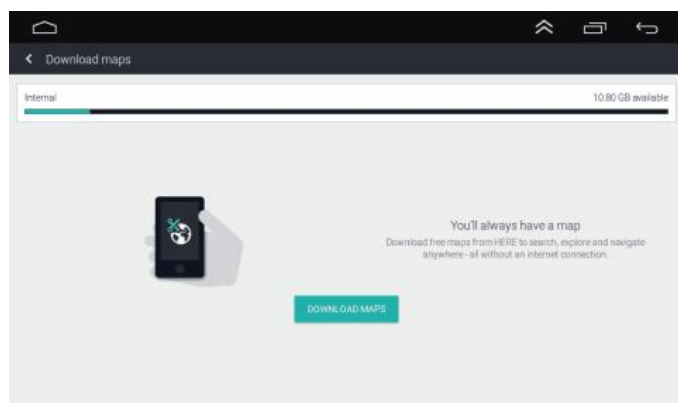 Download maps
Internal 10.80 GB available
You'll always have a map
Download free maps from HERE to search, explore and navigate
anywhere - all without an internet connection.
DOWNLOAD MAPS